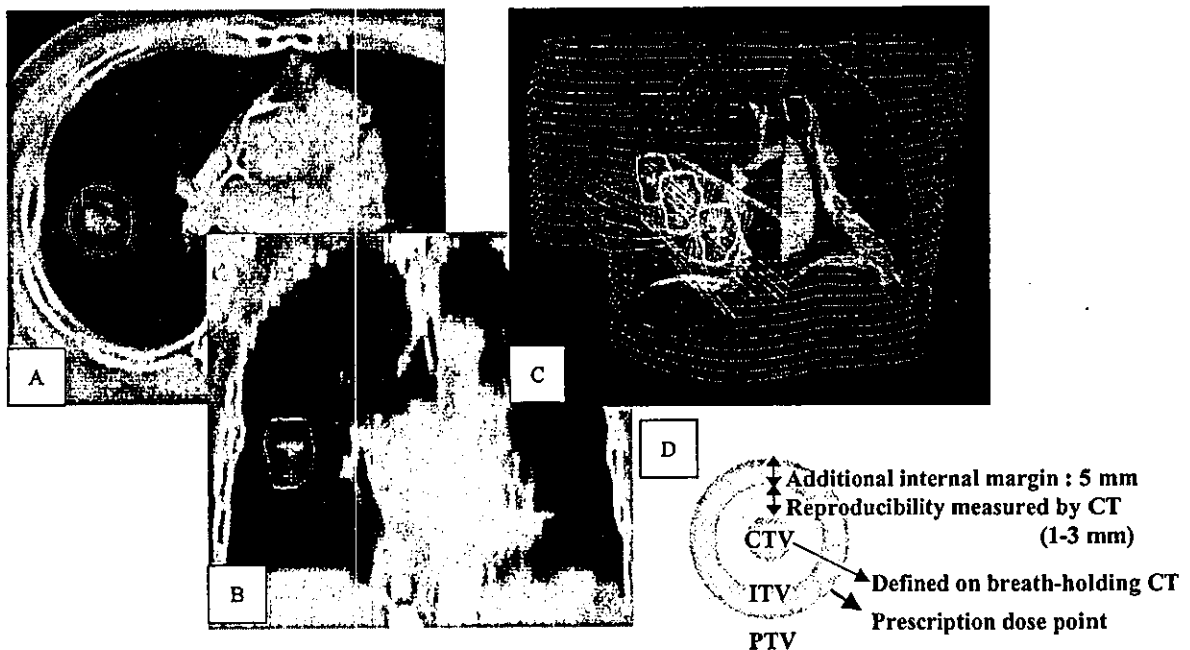 A
B
C
D
Additional internal margin : 5 mm
Reproducibility measured by CT
(1-3 mm)
CTV
Defined on breath-holding CT
ITV
Prescription dose point
PTV